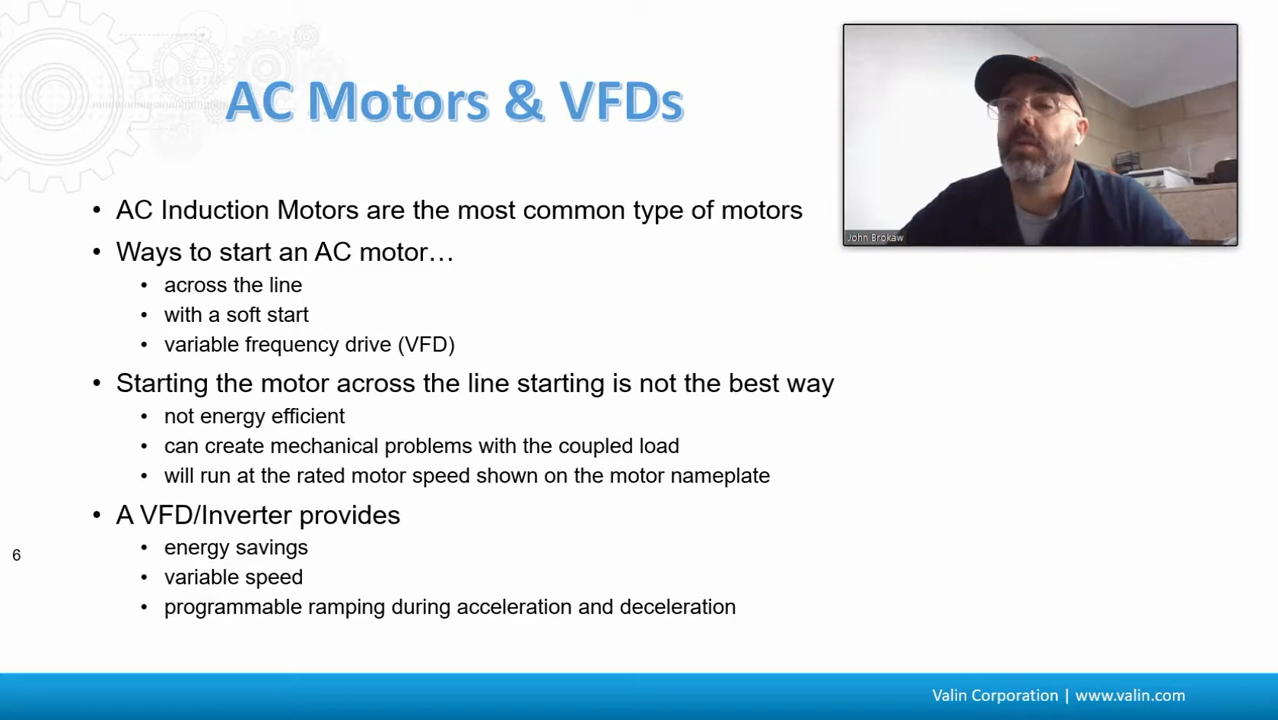 AC Motors & VFDs
John Brokaw
• AC Induction Motors are the most common type of motors
• Ways to start an AC motor…
• across the line
• with a soft start
• variable frequency drive (VFD)
• Starting the motor across the line starting is not the best way
• not energy efficient
• can create mechanical problems with the coupled load
• will run at the rated motor speed shown on the motor nameplate
• A VFD/Inverter provides
• energy savings
• variable speed
• programmable ramping during acceleration and deceleration
6
Valin Corporation | www.valin.com